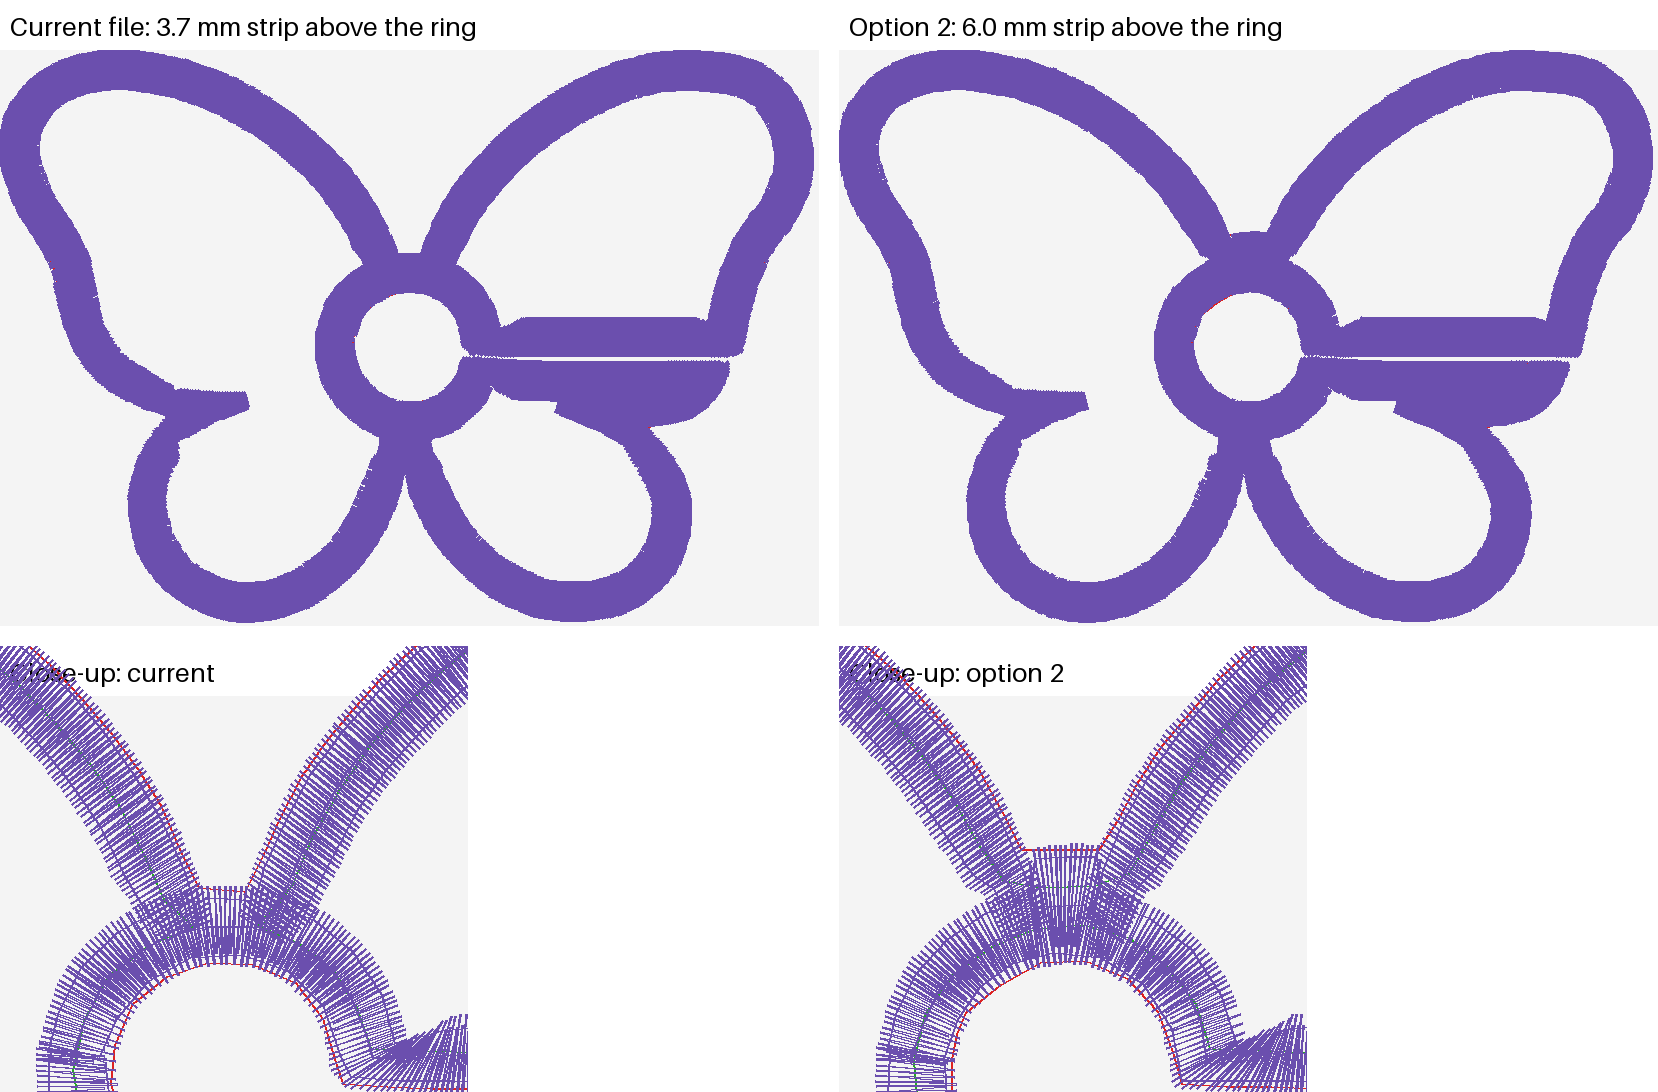 Current file: 3.7 mm strip above the ring
Option 2: 6.0 mm strip above the ring
Close-up: current
Close-up: option 2